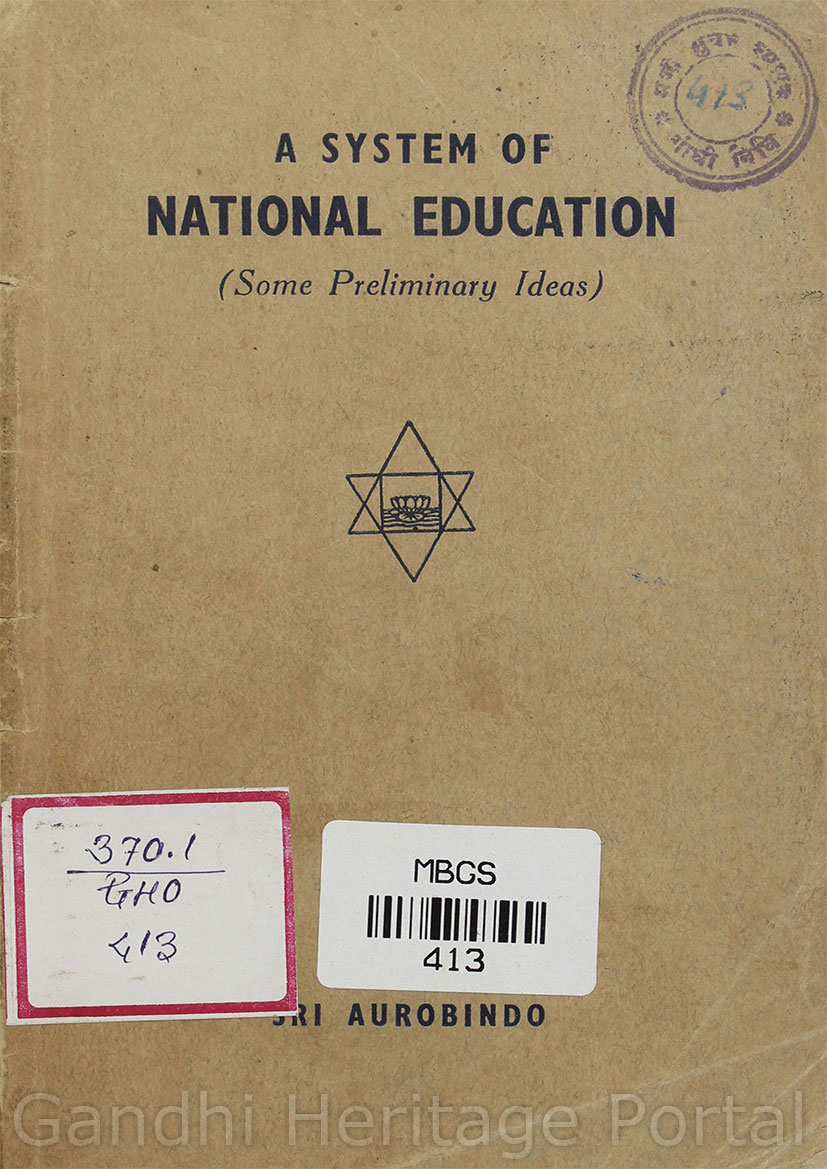 413
गांधी निधि
A SYSTEM OF
NATIONAL EDUCATION
(Some Preliminary Ideas)
370.1
GHO
413
MBGS
413
SRI AUROBINDO
Gandhi Heritage Portal